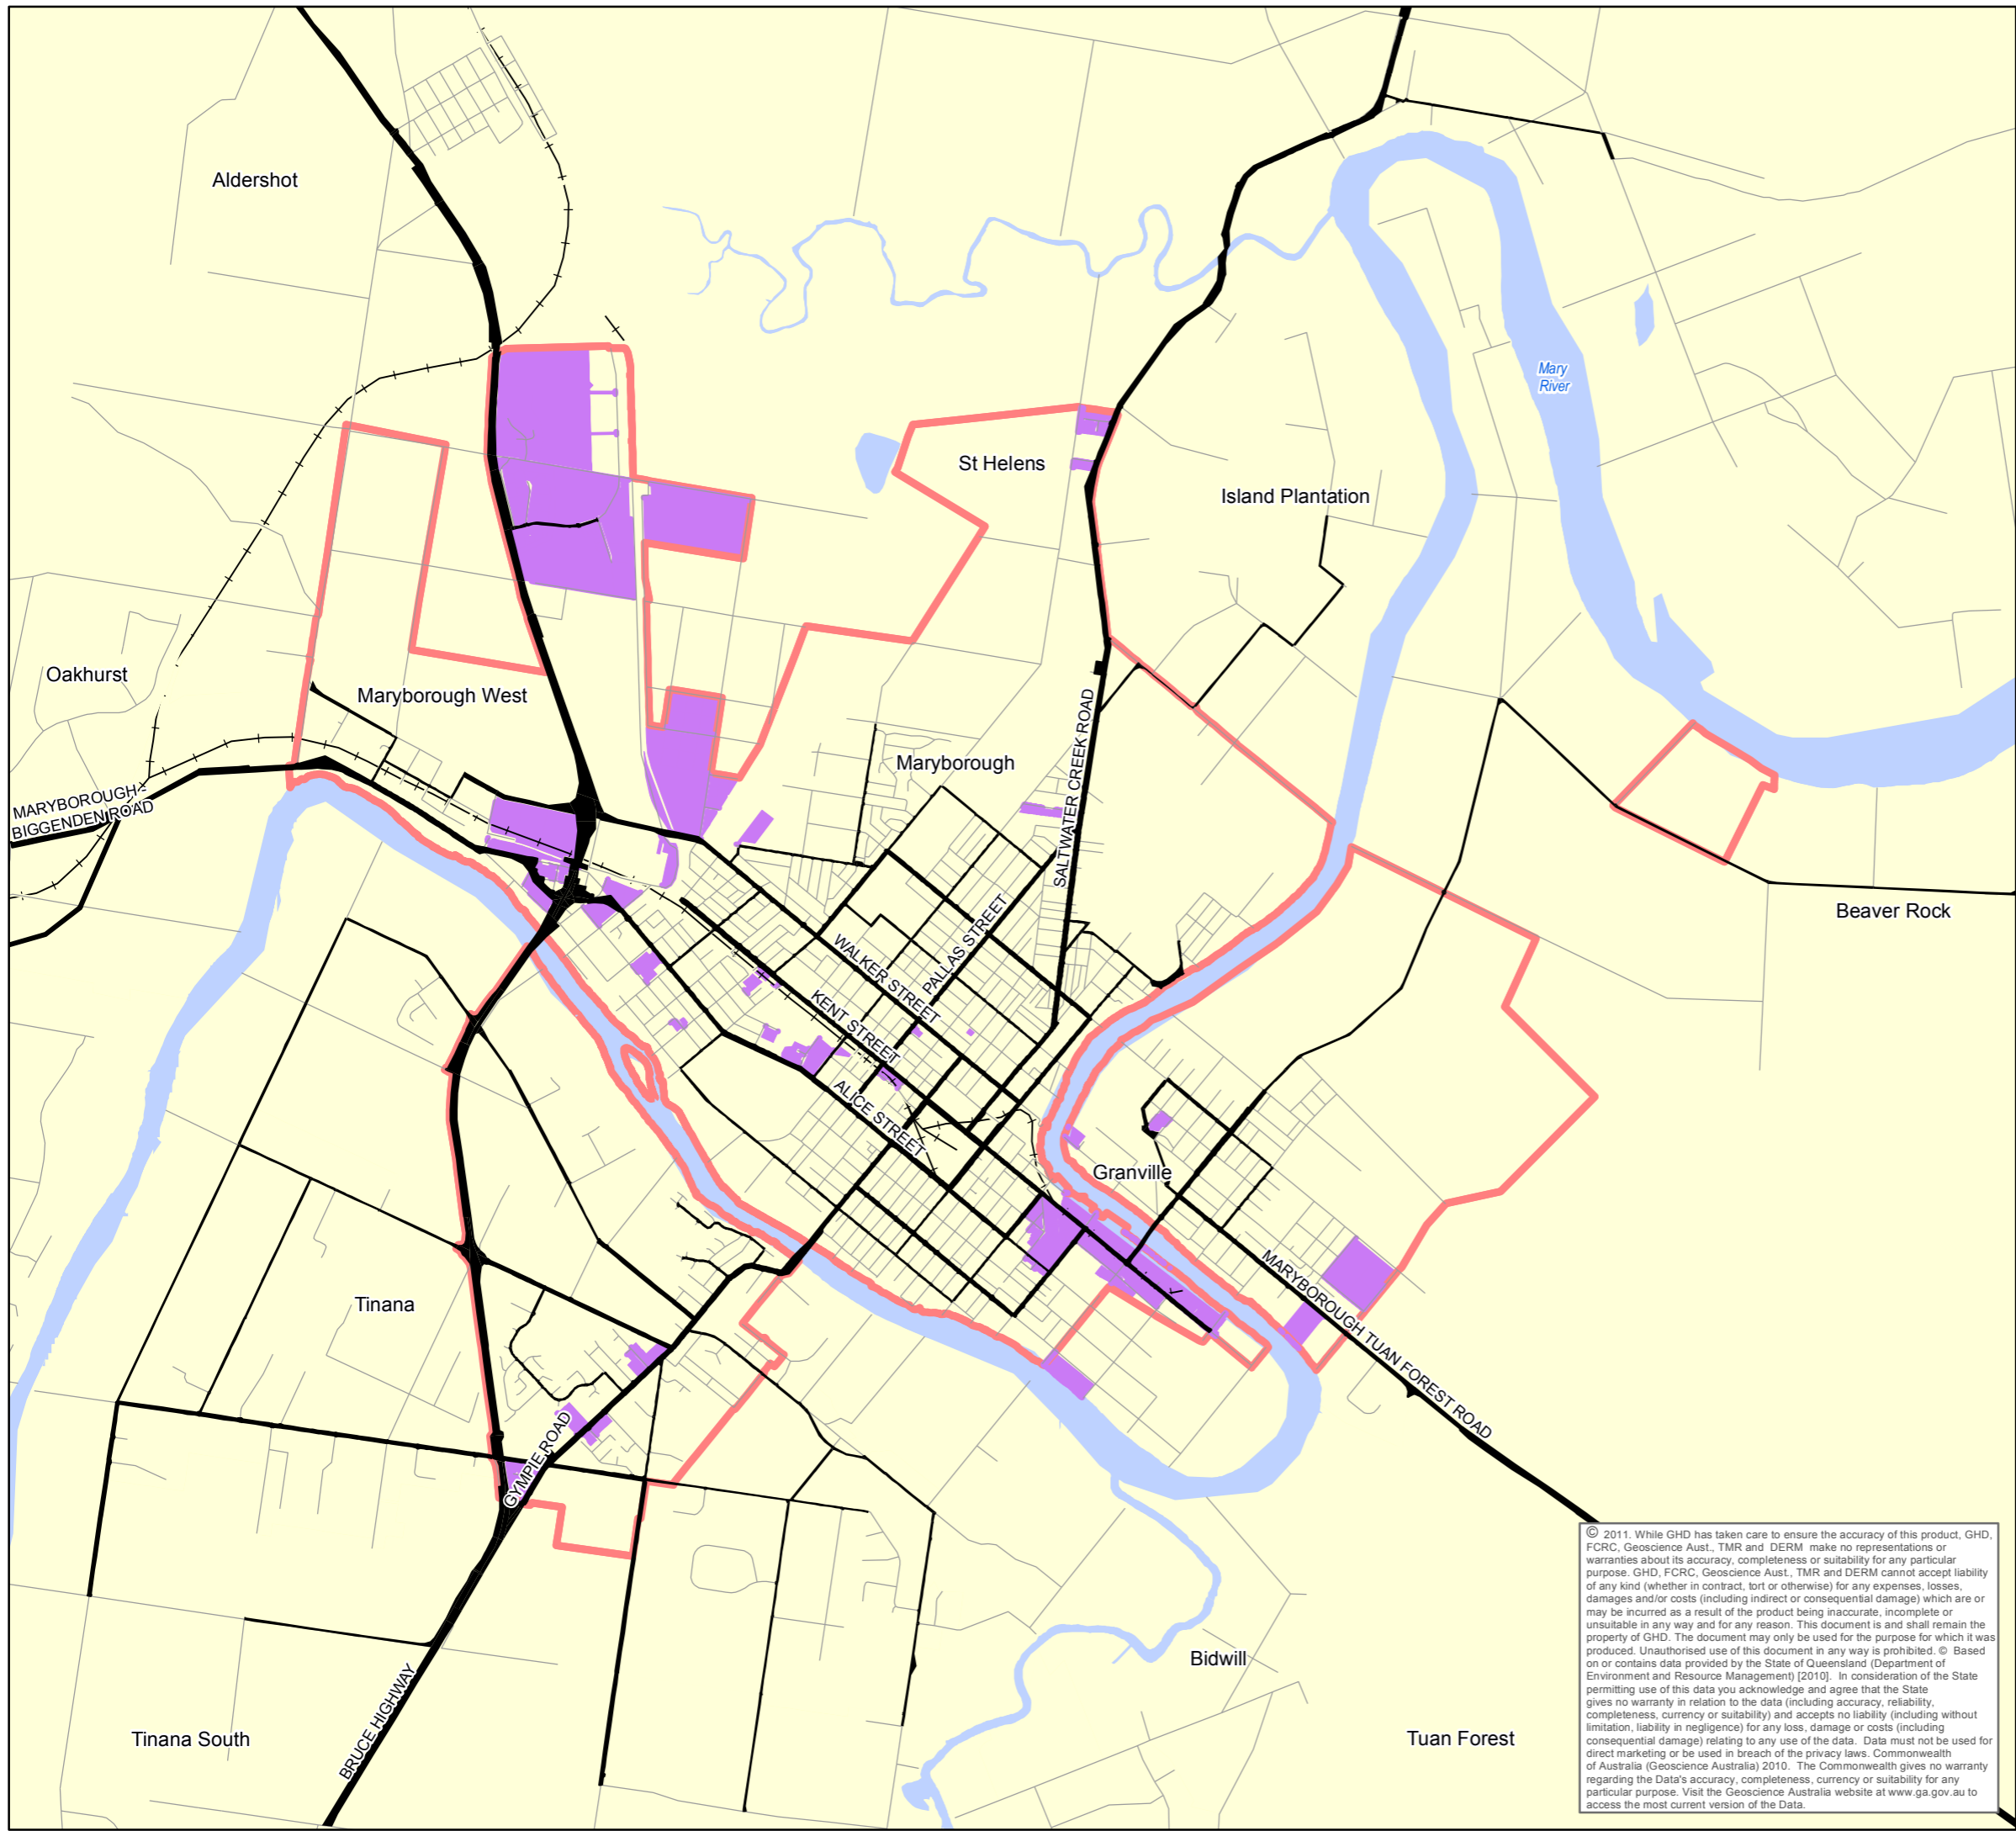 Aldershot
Mary
River
St Helens
Island Plantation
Oakhurst
Maryborough West
SALTWATER CREEK ROAD
Maryborough
MARYBOROUGH -
BIGGENDEN ROAD
Beaver Rock
PALLAS STREET
WALKER STREET
KENT STREET
ALICE STREET
Granville
MARYBOROUGH TUAN FOREST ROAD
Tinana
GYMPIE ROAD
Bidwill
BRUCE HIGHWAY
Tinana South
Tuan Forest
© 2011. While GHD has taken care to ensure the accuracy of this product, GHD,
FCRC, Geoscience Aust., TMR and DERM make no representations or
warranties about its accuracy, completeness or suitability for any particular
purpose. GHD, FCRC, Geoscience Aust., TMR and DERM cannot accept liability
of any kind (whether in contract, tort or otherwise) for any expenses, losses,
damages and/or costs (including indirect or consequential damage) which are or
may be incurred as a result of the product being inaccurate, incomplete or
unsuitable in any way and for any reason. This document is and shall remain the
property of GHD. The document may only be used for the purpose for which it was
produced. Unauthorised use of this document in any way is prohibited. © Based
on or contains data provided by the State of Queensland (Department of
Environment and Resource Management) [2010]. In consideration of the State
permitting use of this data you acknowledge and agree that the State
gives no warranty in relation to the data (including accuracy, reliability,
completeness, currency or suitability) and accepts no liability (including without
limitation, liability in negligence) for any loss, damage or costs (including
consequential damage) relating to any use of the data. Data must not be used for
direct marketing or be used in breach of the privacy laws. Commonwealth
of Australia (Geoscience Australia) 2010. The Commonwealth gives no warranty
regarding the Data's accuracy, completeness, currency or suitability for any
particular purpose. Visit the Geoscience Australia website at www.ga.gov.au to
access the most current version of the Data.